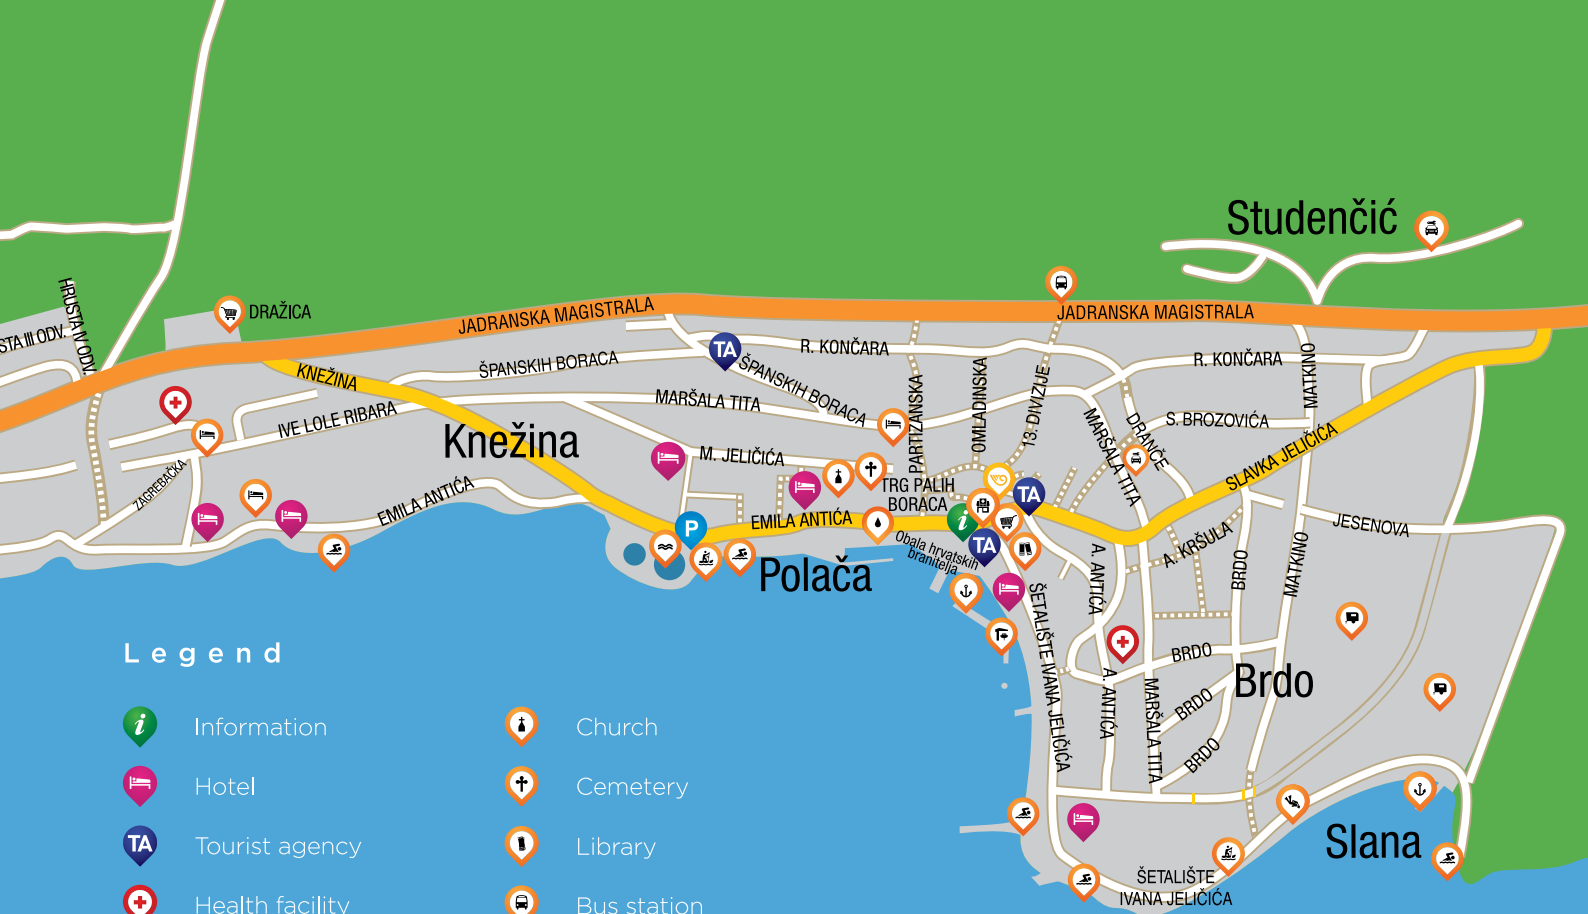 Studenčić
HRUSTA IV ODV.
STA III ODV.
DRAŽICA
JADRANSKA MAGISTRALA
JADRANSKA MAGISTRALA
KNEŽINA
ŠPANSKIH BORACA
TA
ŠPANSKIH BORACA
R. KONČARA
R. KONČARA
MATKINO
IVE LOLE RIBARA
MARŠALA TITA
PARTIZANSKA
OMLADINSKA
13. DIVIZIJE
MARŠALA TITA
DRANČE
S. BROZOVIĆA
SLAVKA JELIČIĆA
Knežina
M. JELIČIĆA
ZAGREBAČKA
EMILA ANTIĆA
TRG PALIH
BORACA
TA
P
EMILA ANTIĆA
i
TA
Obala hrvatskih
branitelja
Polača
A. KRŠULA
JESENOVA
A. ANTIĆA
BRDO
MATKINO
ŠETALIŠTE IVANA JELIČIĆA
BRDO
Brdo
A. ANTIĆA
MARŠALA TITA
BRDO
BRDO
Slana
ŠETALIŠTE
IVANA JELIČIĆA
Legend
i Information
Hotel
TA Tourist agency
Health facility
Church
Cemetery
Library
Bus station